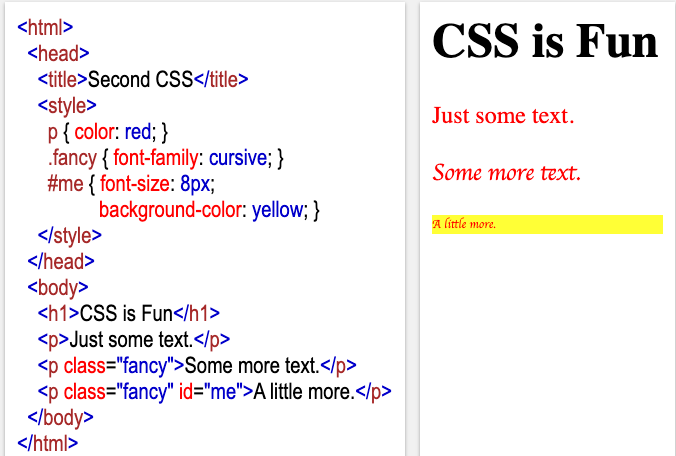 <html>
<head>
<title>Second CSS</title>
<style>
p { color: red; }
.fancy { font-family: cursive; }
#me { font-size: 8px;
background-color: yellow; }
</style>
</head>
<body>
<h1>CSS is Fun</h1>
<p>Just some text.</p>
<p class="fancy">Some more text.</p>
<p class="fancy" id="me">A little more.</p>
</body>
</html>
CSS is Fun
Just some text.
Some more text.
A little more.